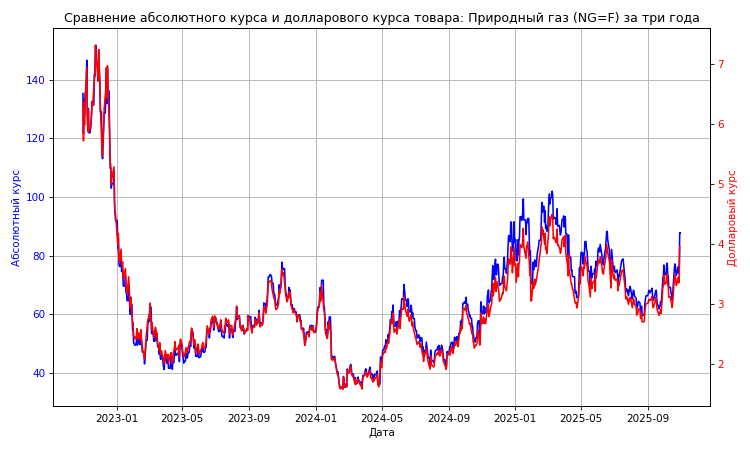 Сравнение абсолютного курса и долларового курса товара: Природный газ (NG=F) за три года
Абсолютный курс
140
120
100
80
60
40
7
6
5
4
3
2
Долларовый курс
2023-01 2023-05 2023-09 2024-01 2024-05 2024-09 2025-01 2025-05 2025-09
Дата